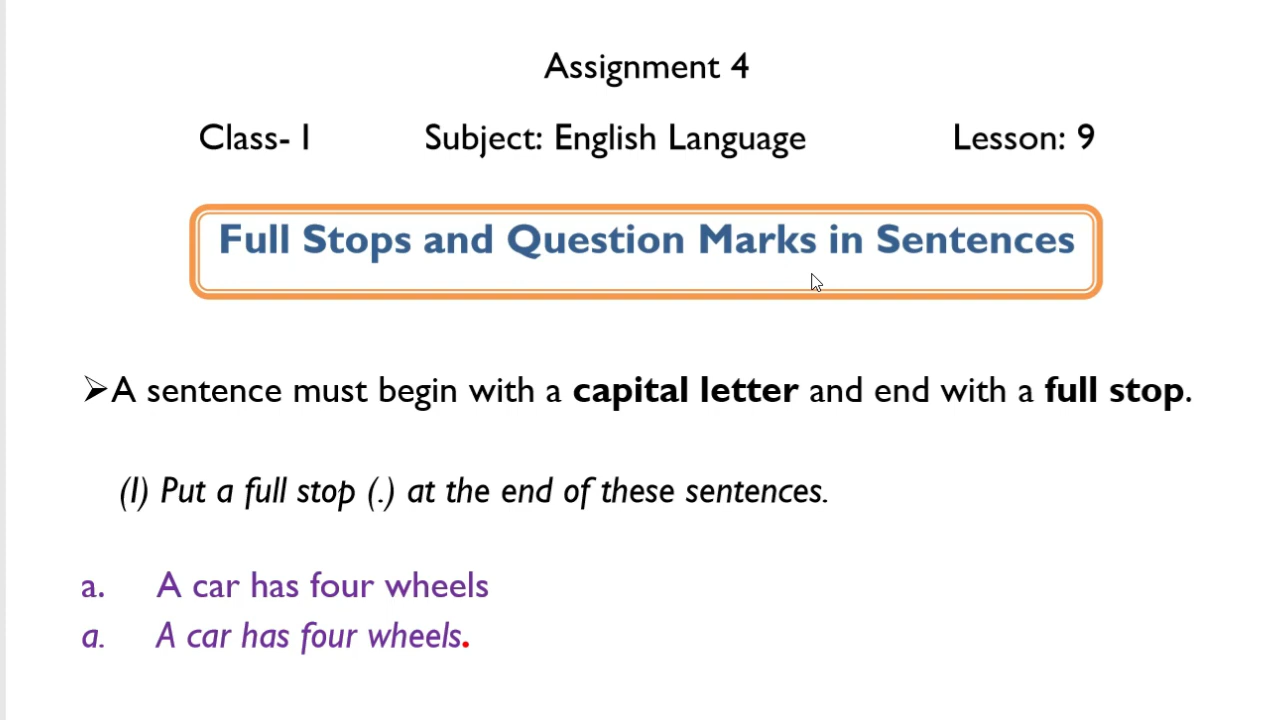 Assignment 4
Class- I Subject: English Language Lesson: 9
Full Stops and Question Marks in Sentences
➢A sentence must begin with a capital letter and end with a full stop.
(I) Put a full stop (.) at the end of these sentences.
a. A car has four wheels
a. A car has four wheels.